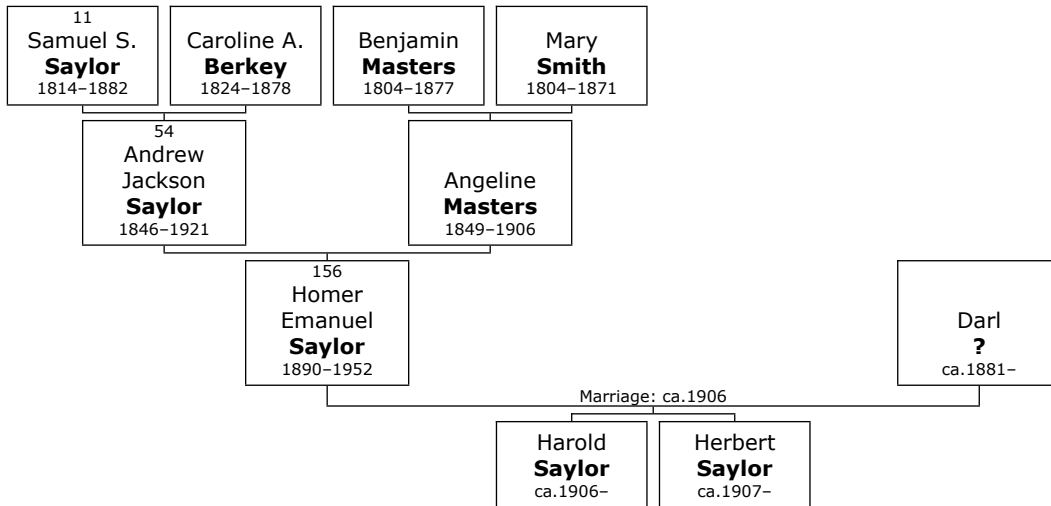 11
Samuel S.
Saylor
1814–1882
Caroline A.
Berkey
1824–1878
Benjamin
Masters
1804–1877
Mary
Smith
1804–1871
54
Andrew
Jackson
Saylor
1846–1921
Angeline
Masters
1849–1906
156
Homer
Emanuel
Saylor
1890–1952
Darl
?
ca.1881–
Marriage: ca.1906
Harold
Saylor
ca.1906–
Herbert
Saylor
ca.1907–